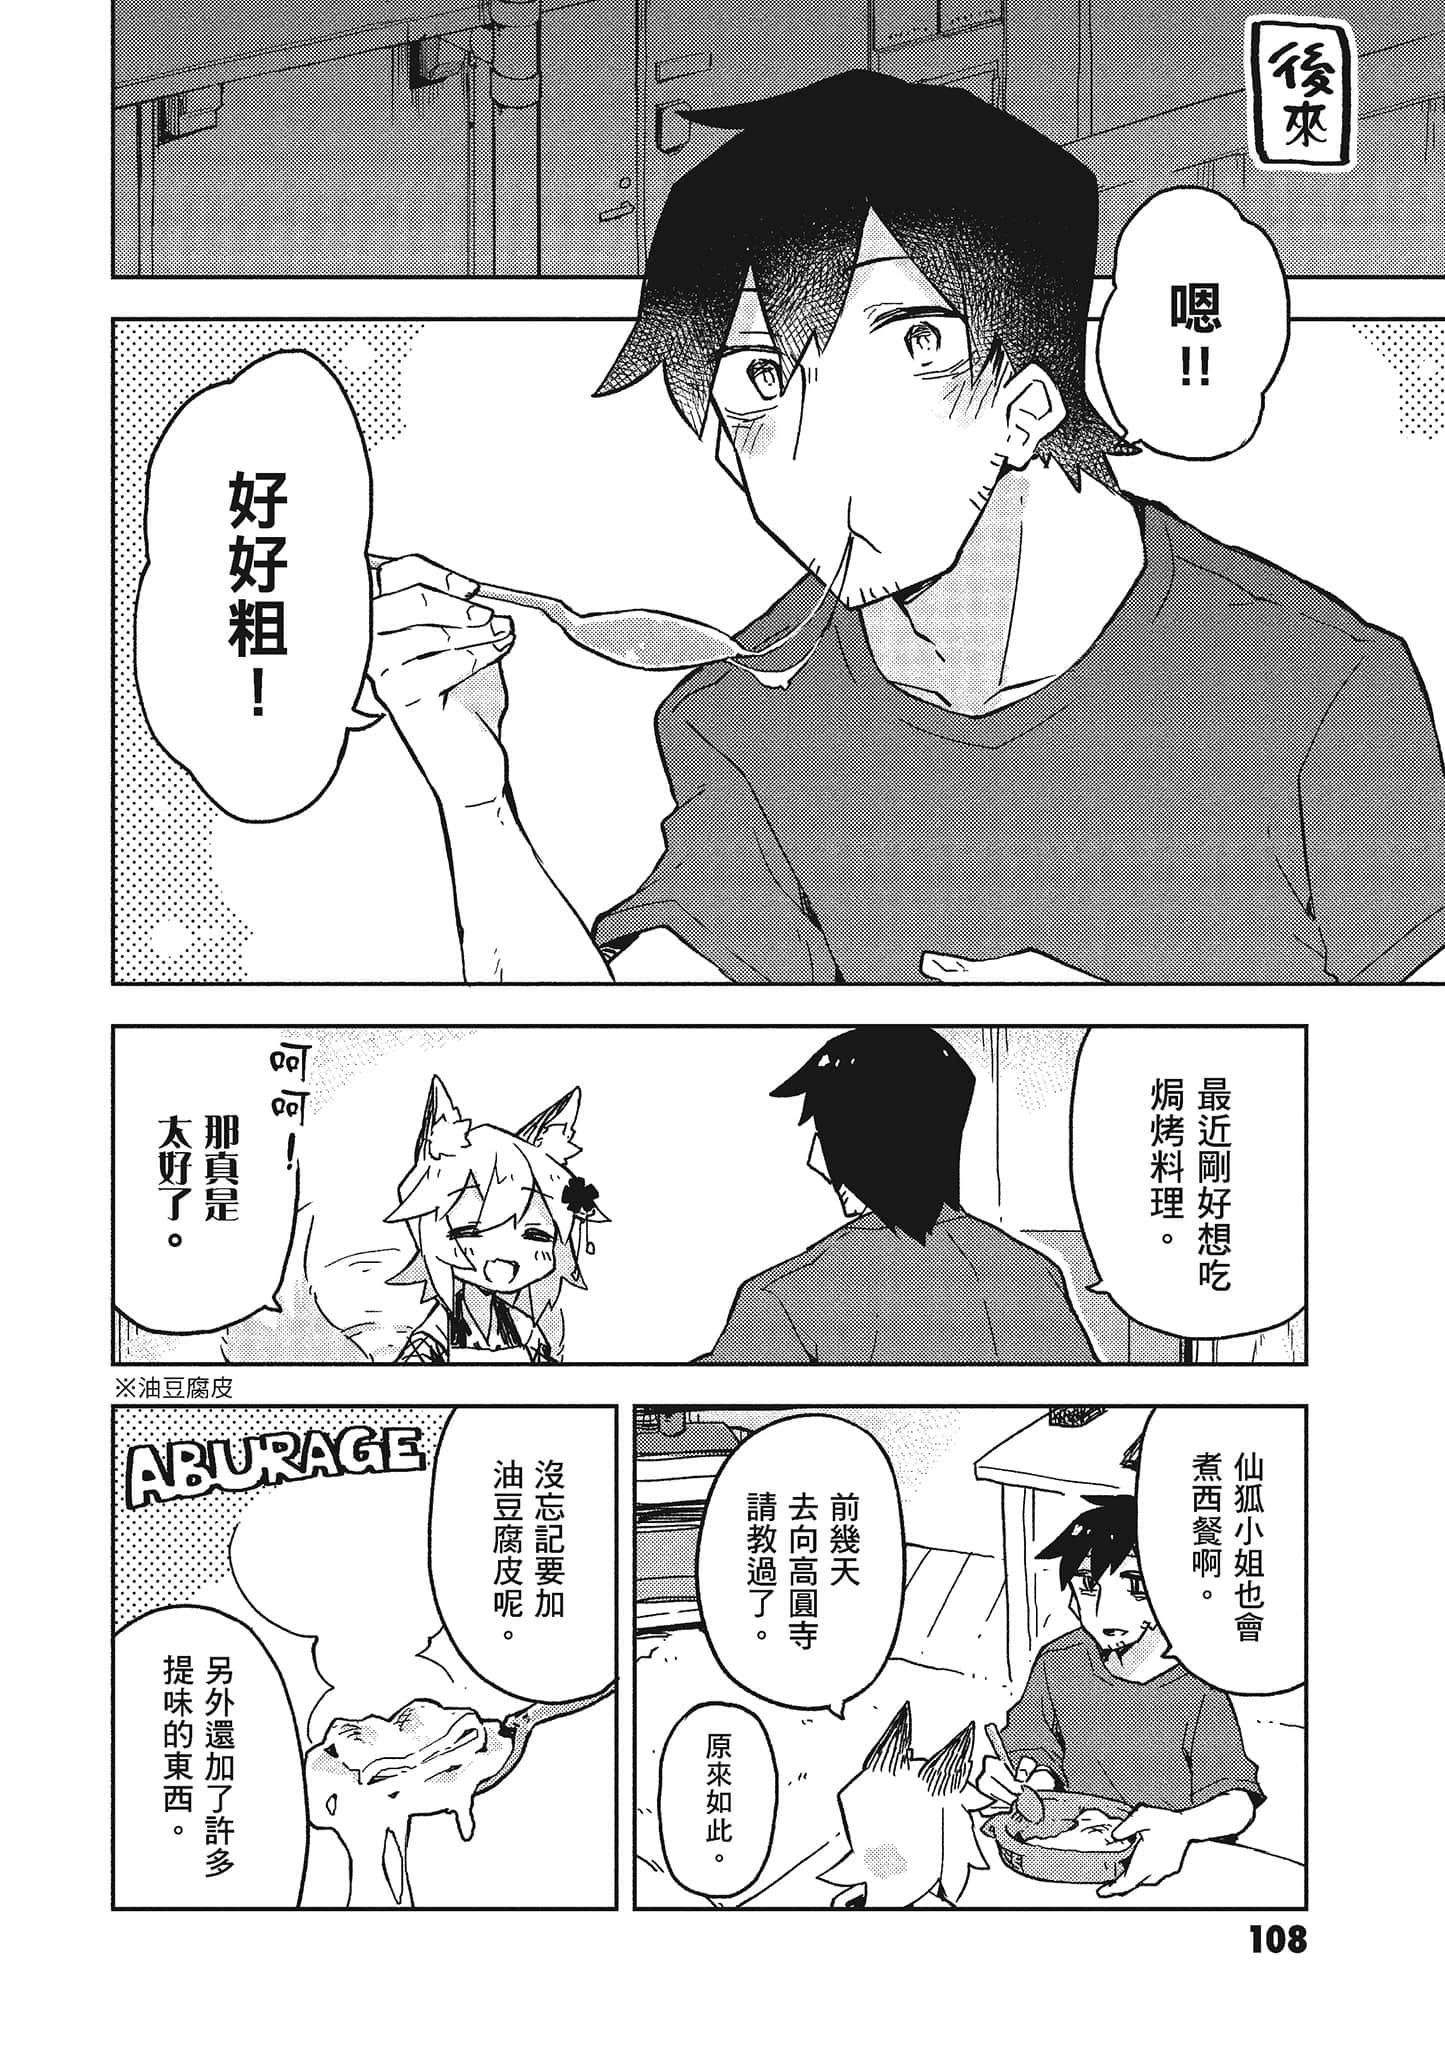 後來
嗯!!
好好粗!
最近剛好想吃
焗烤料理。
呵呵!
那真是
太好了。
仙狐小姐也會
煮西餐啊。
前幾天
去向高圓寺
請教過了。
原來如此。
※油豆腐皮
沒忘記要加
油豆腐皮呢。
ABURAGE
另外還加了許多
提味的東西。
108